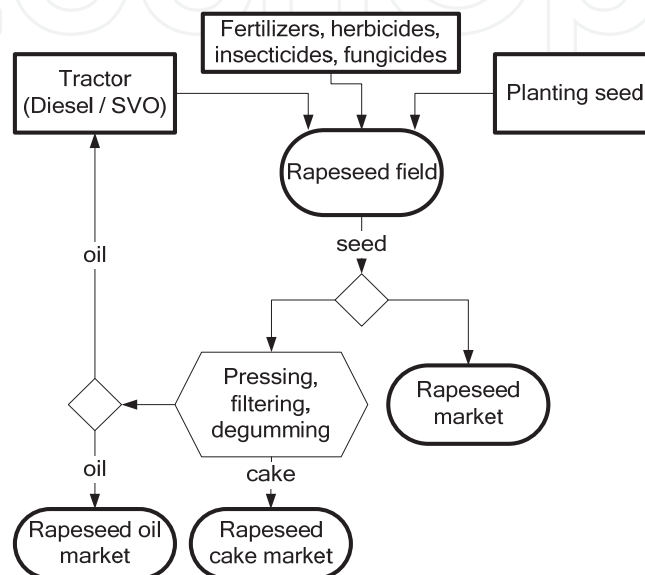 Fertilizers, herbicides,
insecticides, fungicides
Tractor
(Diesel / SVO)
Planting seed
Rapeseed field
seed
oil
Pressing,
filtering,
degumming
Rapeseed
market
oil
cake
Rapeseed oil
market
Rapeseed
cake market